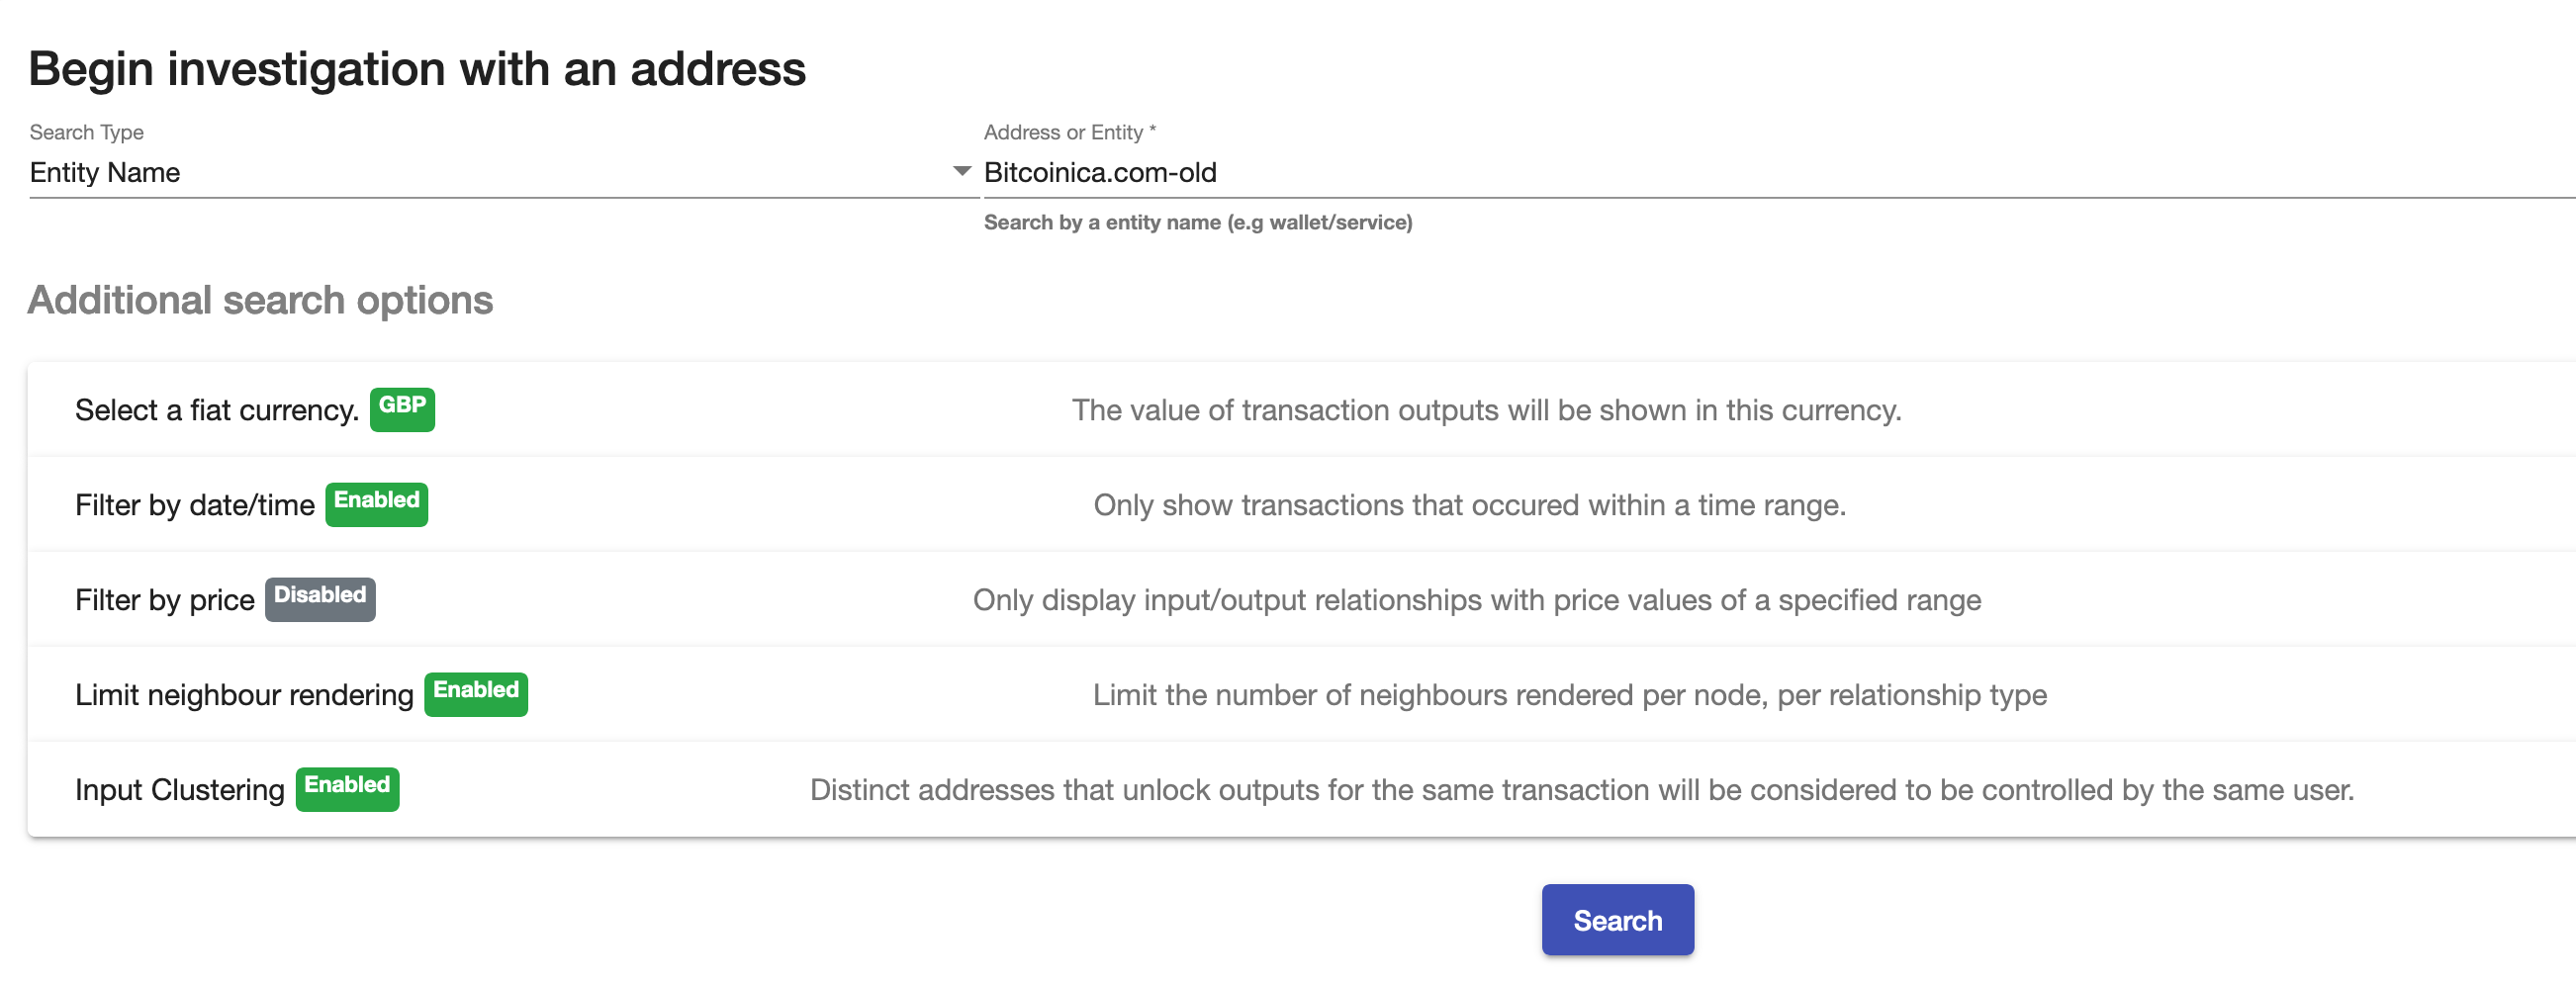 Begin investigation with an address
Search Type
Address or Entity *
Entity Name
Bitcoinica.com-old
Search by a entity name (e.g wallet/service)
Additional search options
Select a fiat currency. GBP The value of transaction outputs will be shown in this currency.
Filter by date/time Enabled Only show transactions that occured within a time range.
Filter by price Disabled Only display input/output relationships with price values of a specified range
Limit neighbour rendering Enabled Limit the number of neighbours rendered per node, per relationship type
Input Clustering Enabled Distinct addresses that unlock outputs for the same transaction will be considered to be controlled by the same user.
Search